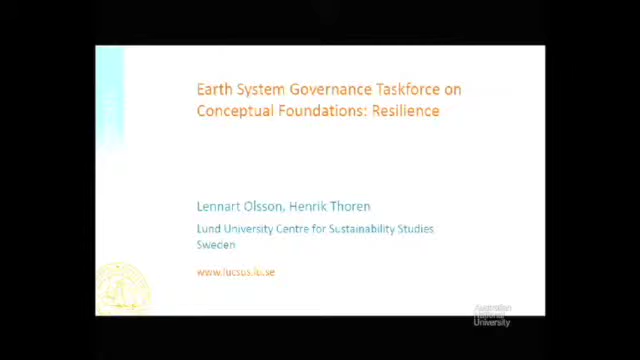 Earth System Governance Taskforce on
Conceptual Foundations: Resilience
Lennart Olsson, Henrik Thoren
Lund University Centre for Sustainability Studies
Sweden
www.lucsus.lu.se
Australian
National
University